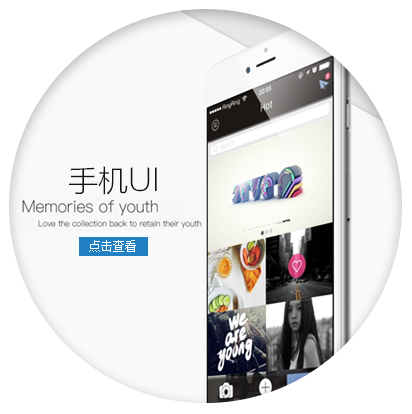 手机UI
Memories of youth
Love the collection back to retain their youth
点击查看
RingRing
22:05
Hot
we
are
young